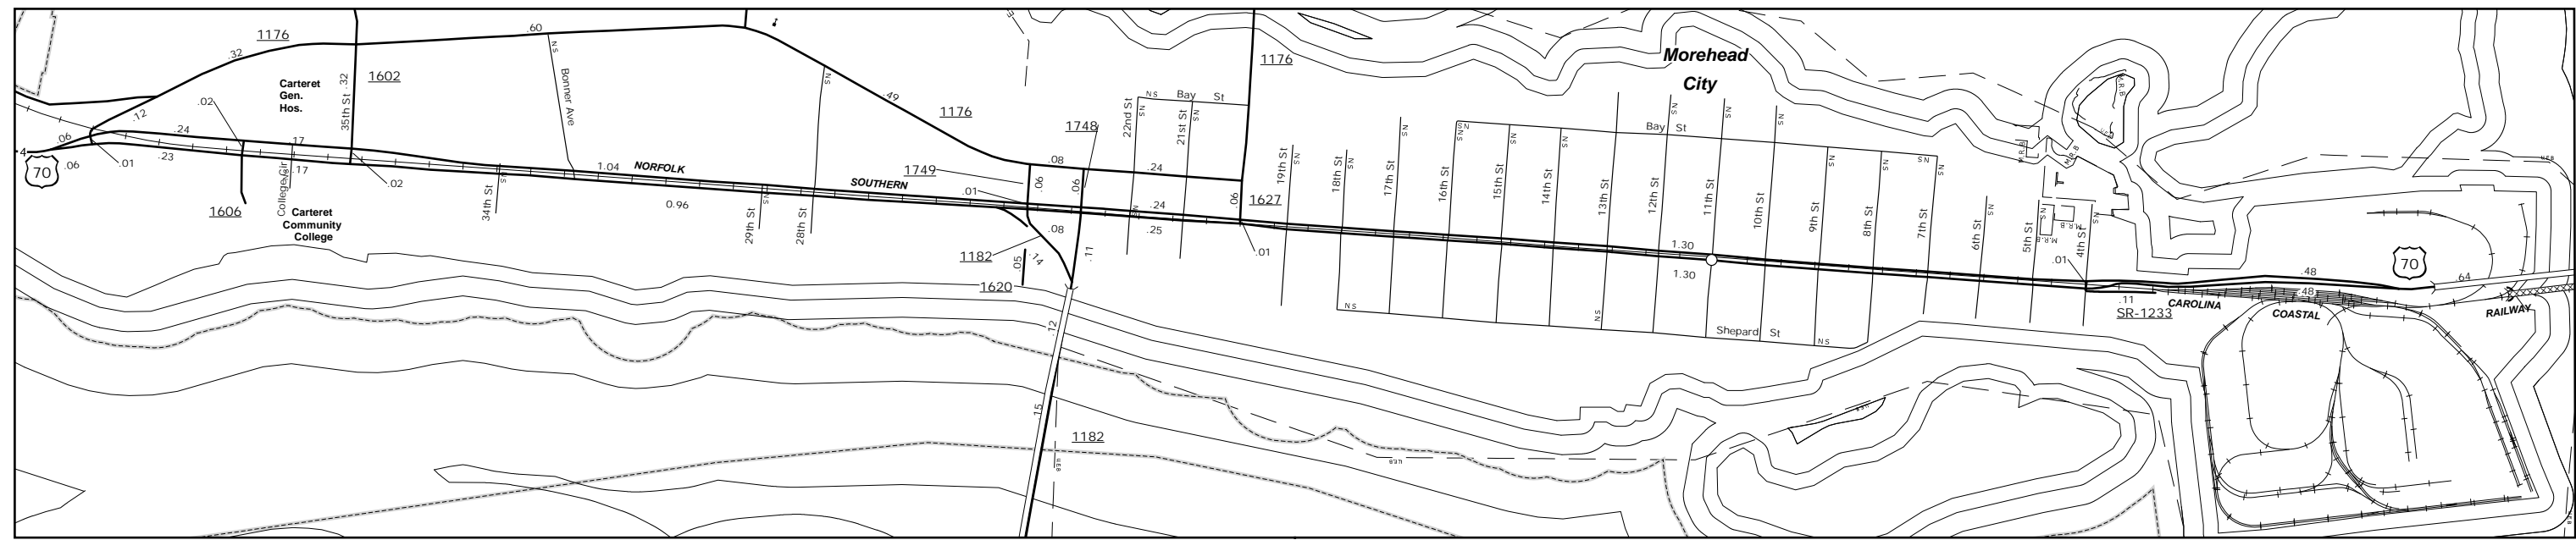 1176
.32
.60
Carteret
Gen.
Hos.
.02
.12
35th St .32
1602
N S
Bonner Ave
N S
.49
1176
1748
N S
Bay
St
22nd St
N S
21st St
N S
1176
Morehead
City
M.R.B
4
70
.06
.06
.01
.24
.23
.17
.17
College Cir
.02
1606
Carteret
Community
College
34th St
N S
1.04
NORFOLK
0.96
SOUTHERN
29th St
N S
28th St
1749
.01
.08
.06
.06
.24
.24
.25
.06
1627
.01
.08
.14
.11
1182
.05
1620
19th St
N S
18th St
N S
17th St
N S
16th St
N S
N S
15th St
N S
14th St
N S
13th St
Bay
St
12th St
N S
11th St
N S
10th St
N S
9th St
N S
8th St
N S
7th St
N S
N S
6th St
N S
5th St
N S
4th St
N S
M.R.B
M.R.B
M.R.B
M.R.B
1.30
1.30
N S
N S
Shepard
St
N S
.01
.11
SR-1233
.48
.48
70
.64
CAROLINA
COASTAL
RAILWAY
.12
.15
1182
U.E.B
U.E.B